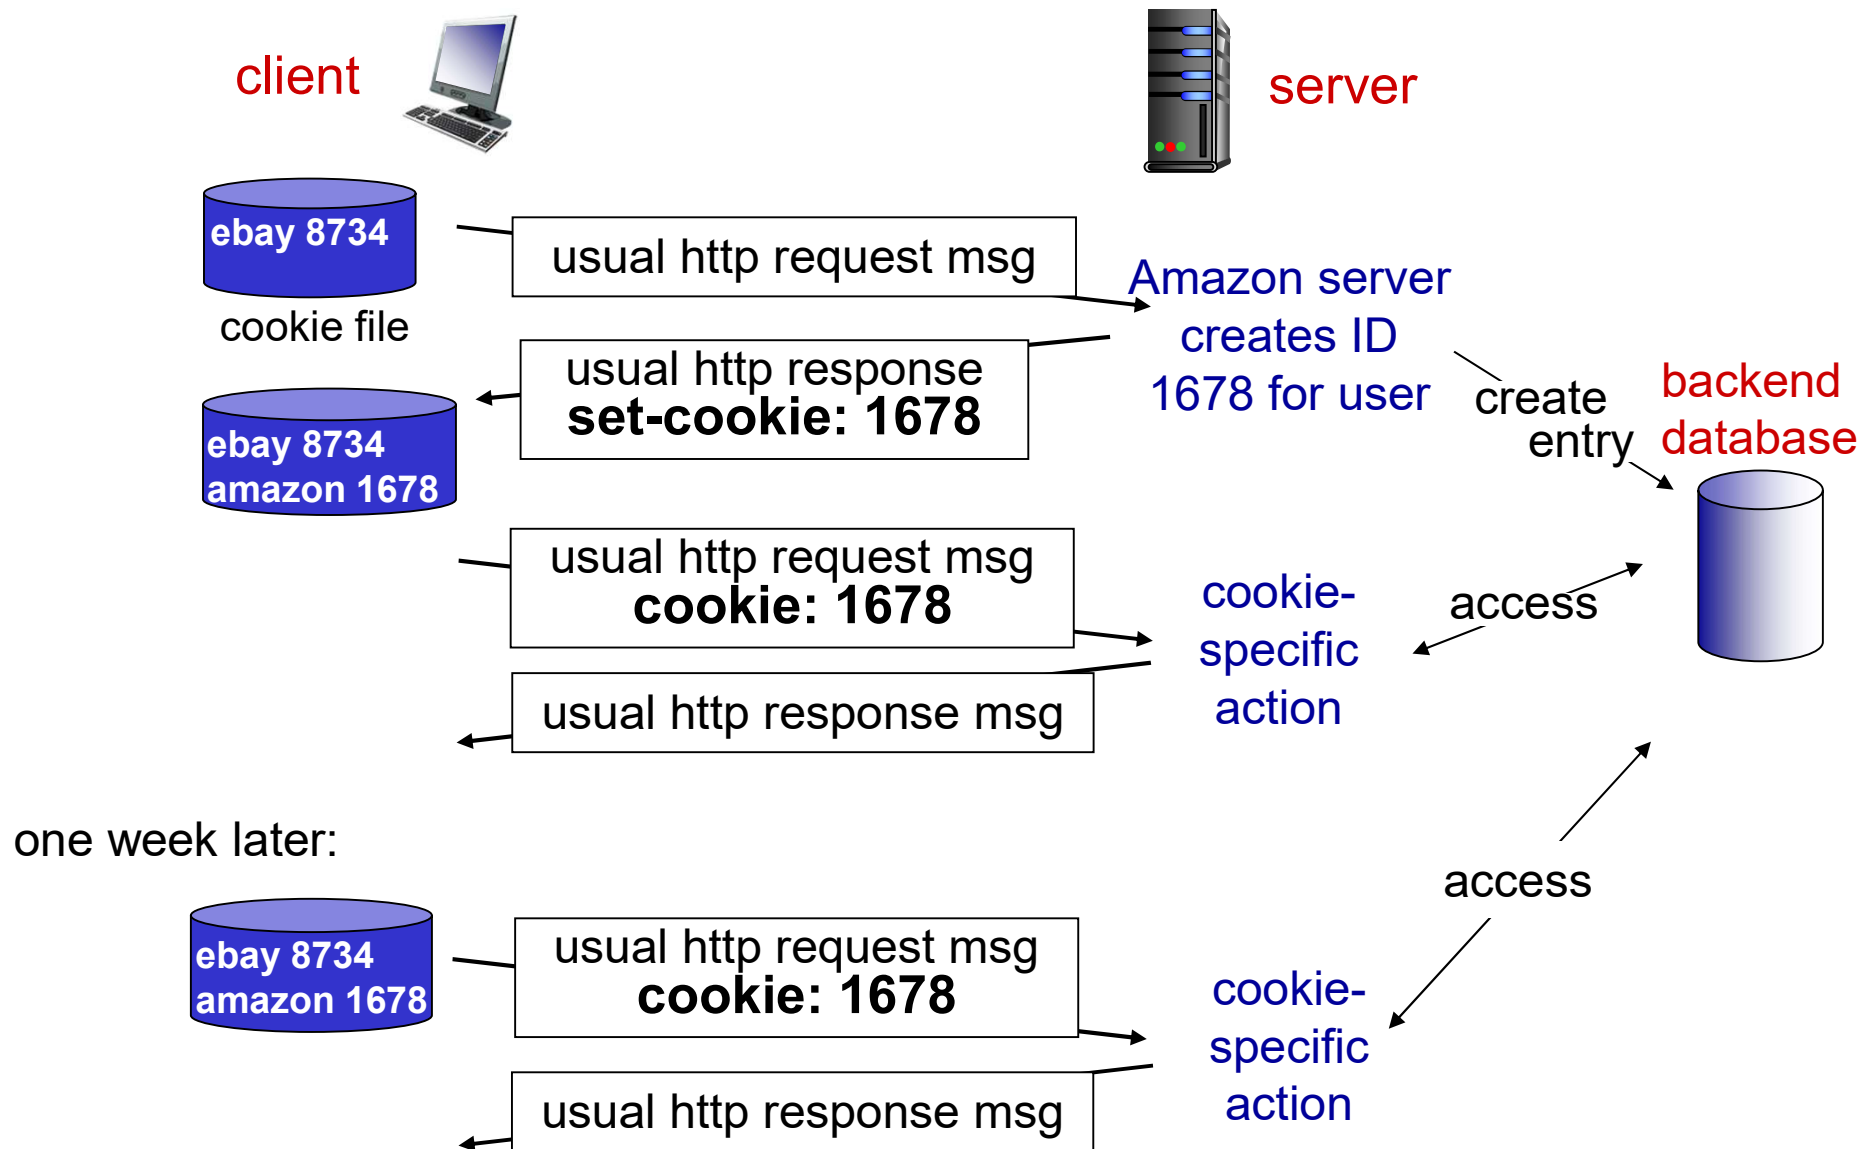 client
server
ebay 8734
cookie file
usual http request msg
Amazon server
creates ID
1678 for user
usual http response
set-cookie: 1678
create
entry
backend
database
ebay 8734
amazon 1678
usual http request msg
cookie: 1678
cookie-
specific
action
access
usual http response msg
one week later:
access
ebay 8734
amazon 1678
usual http request msg
cookie: 1678
cookie-
specific
action
usual http response msg